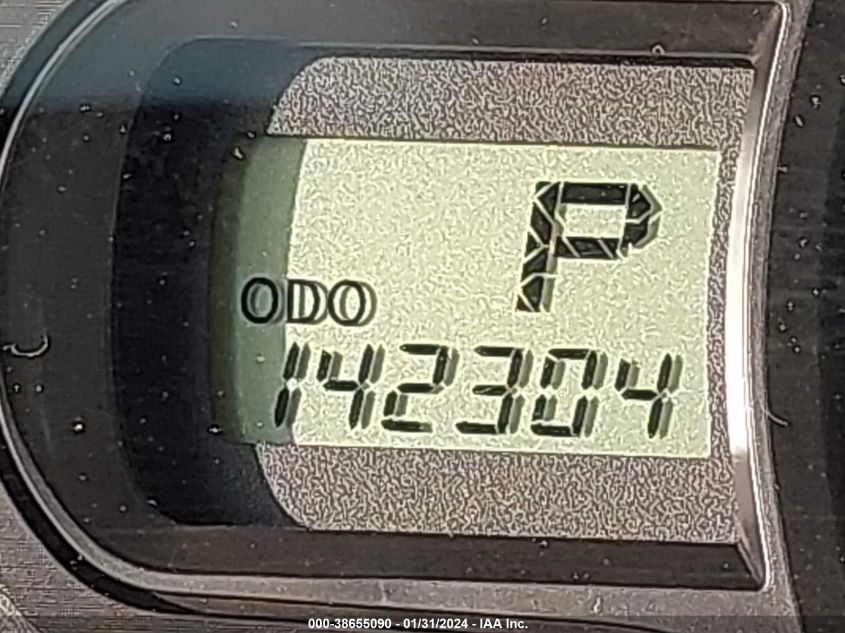 P
ODO
142304
000-38655090 - 01/31/2024 - IAA Inc.